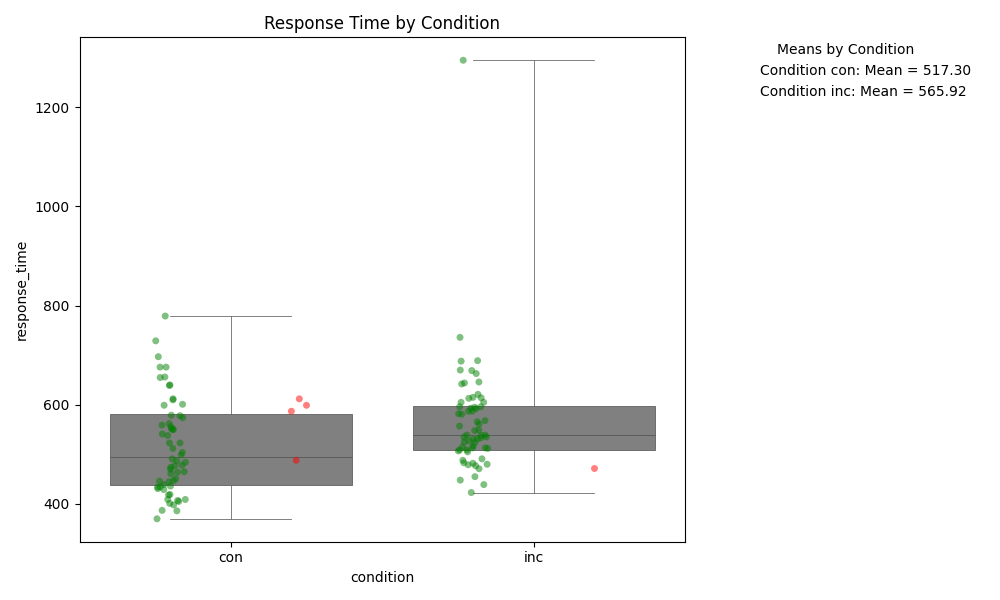 Response Time by Condition
Means by Condition
Condition con: Mean = 517.30
Condition inc: Mean = 565.92
1200
1000
800
600
400
response_time
con
inc
condition